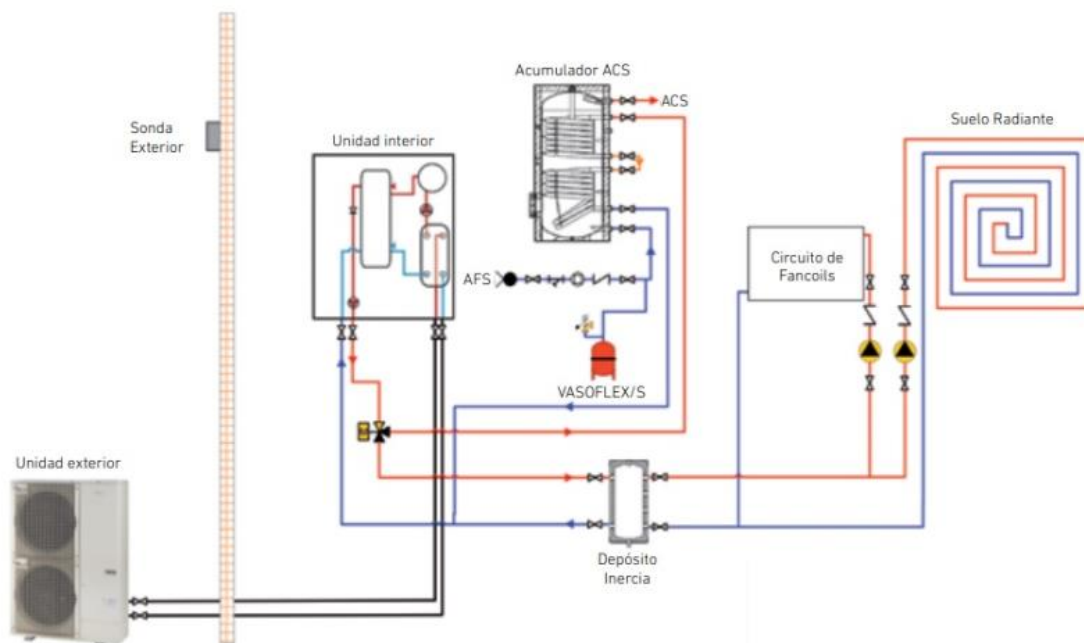 Acumulador ACS
ACS
Sonda
Exterior
Unidad interior
Suelo Radiante
Circuito de
Fancoils
AFS
VASOFLEX/S
Unidad exterior
Depósito
Inercia